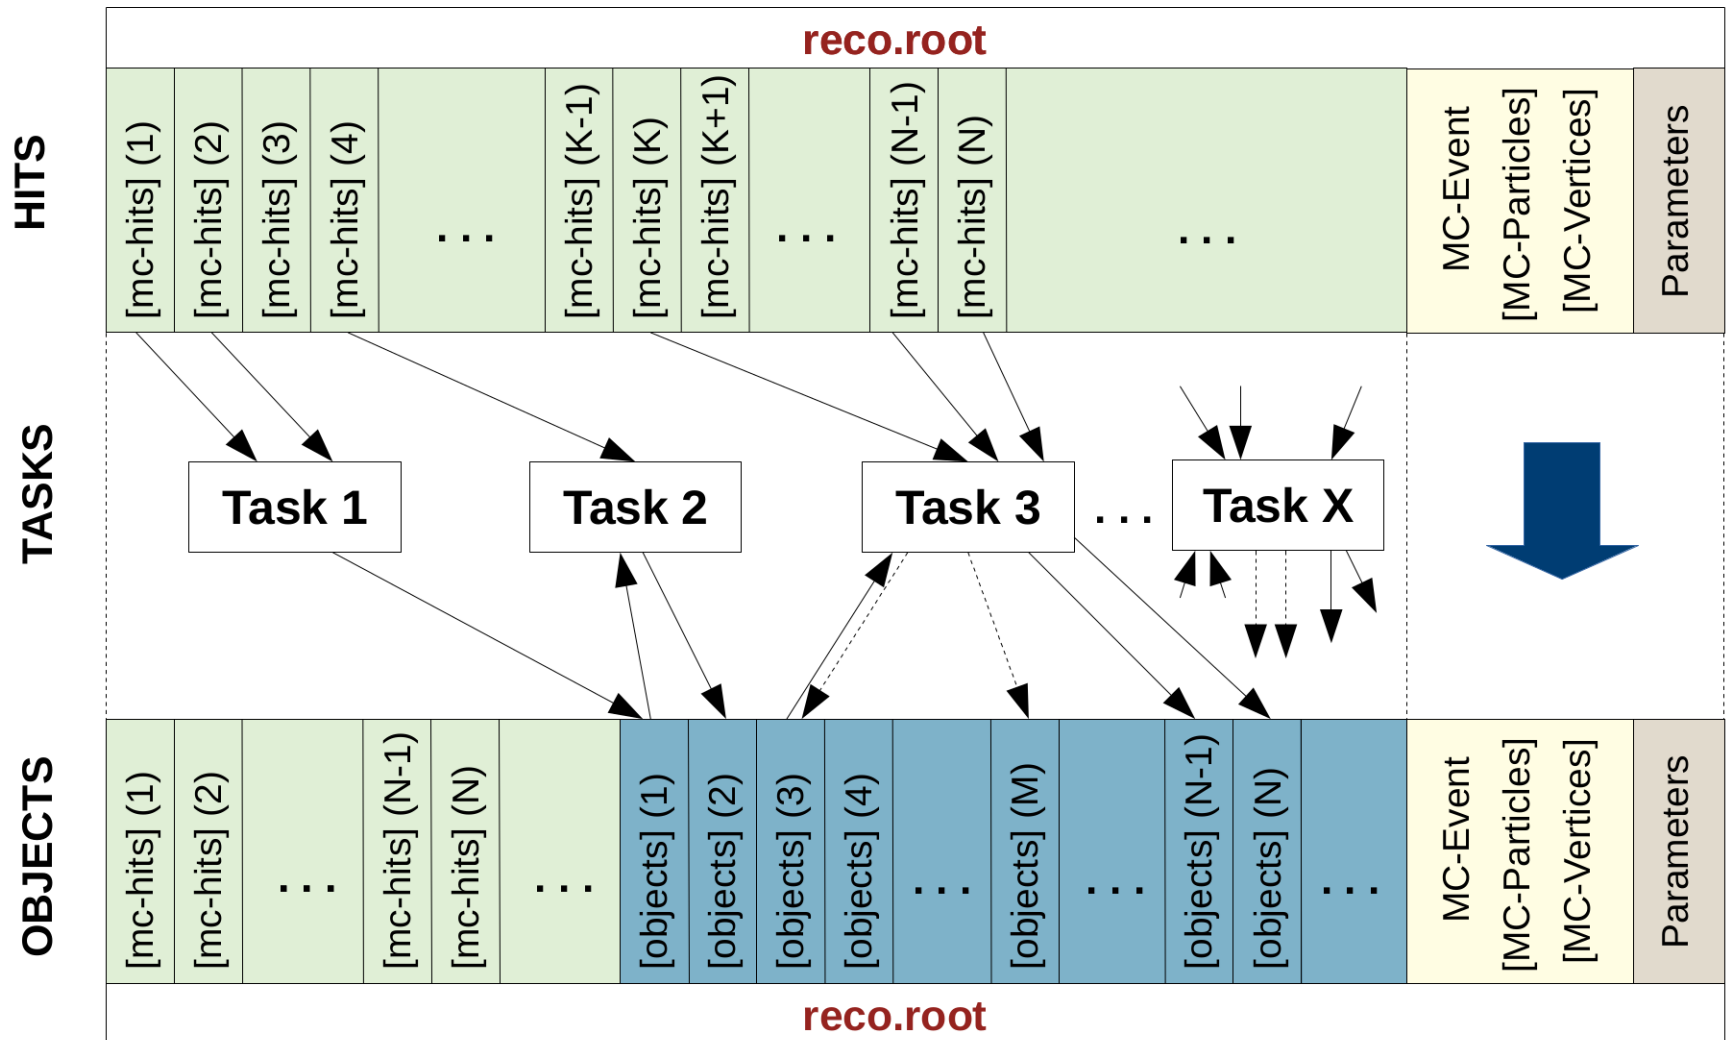 reco.root
HITS
[mc-hits] (1)
[mc-hits] (2)
[mc-hits] (3)
[mc-hits] (4)
...
[mc-hits] (K-1)
[mc-hits] (K)
[mc-hits] (K+1)
...
[mc-hits] (N-1)
[mc-hits] (N)
...
MC-Event
[MC-Particles]
[MC-Vertices]
Parameters
TASKS
Task 1
Task 2
Task 3
...
Task X
OBJECTS
[mc-hits] (1)
[mc-hits] (2)
...
[mc-hits] (N-1)
[mc-hits] (N)
...
[objects] (1)
[objects] (2)
[objects] (3)
[objects] (4)
...
[objects] (M)
...
[objects] (N-1)
[objects] (N)
...
MC-Event
[MC-Particles]
[MC-Vertices]
Parameters
reco.root